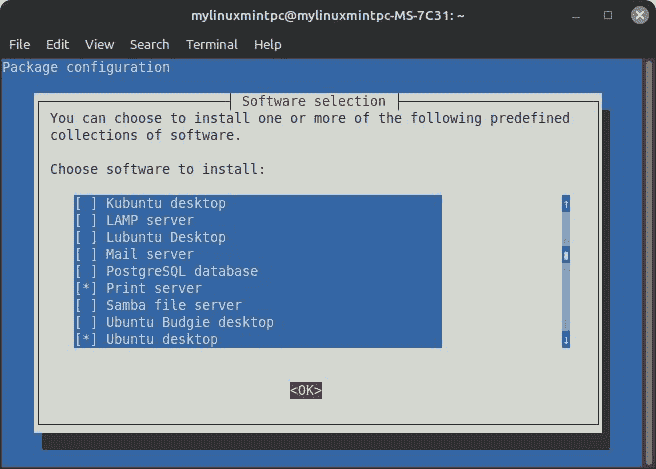 mylinuxmintpc@mylinuxmintpc-MS-7C31: ~
File Edit View Search Terminal Help
Package configuration
Software selection
You can choose to install one or more of the following predefined
collections of software.
Choose software to install:
[ ] Kubuntu desktop
[ ] LAMP server
[ ] Lubuntu Desktop
[ ] Mail server
[ ] PostgreSQL database
[*] Print server
[ ] Samba file server
[ ] Ubuntu Budgie desktop
[*] Ubuntu desktop
<OK>